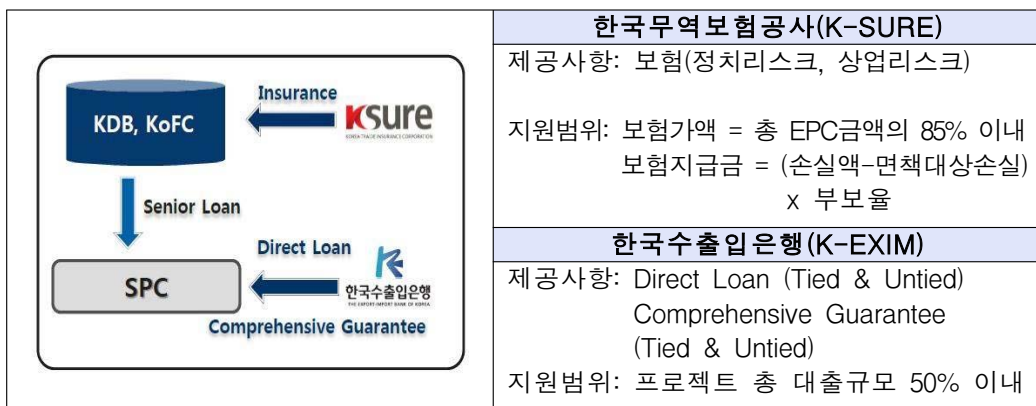 Insurance
KDB, KoFC
Ksure
KOREA TRADE INSURANCE CORPORATION
Senior Loan
Direct Loan
SPC
한국수출입은행
THE EXPORT-IMPORT BANK OF KOREA
Comprehensive Guarantee
한국무역보험공사(K-SURE)
제공사항: 보험(정치리스크, 상업리스크)
지원범위: 보험가액 = 총 EPC금액의 85% 이내
보험지급금 = (손실액-면책대상손실)
x 부보율
한국수출입은행(K-EXIM)
제공사항: Direct Loan (Tied & Untied)
Comprehensive Guarantee
(Tied & Untied)
지원범위: 프로젝트 총 대출규모 50% 이내